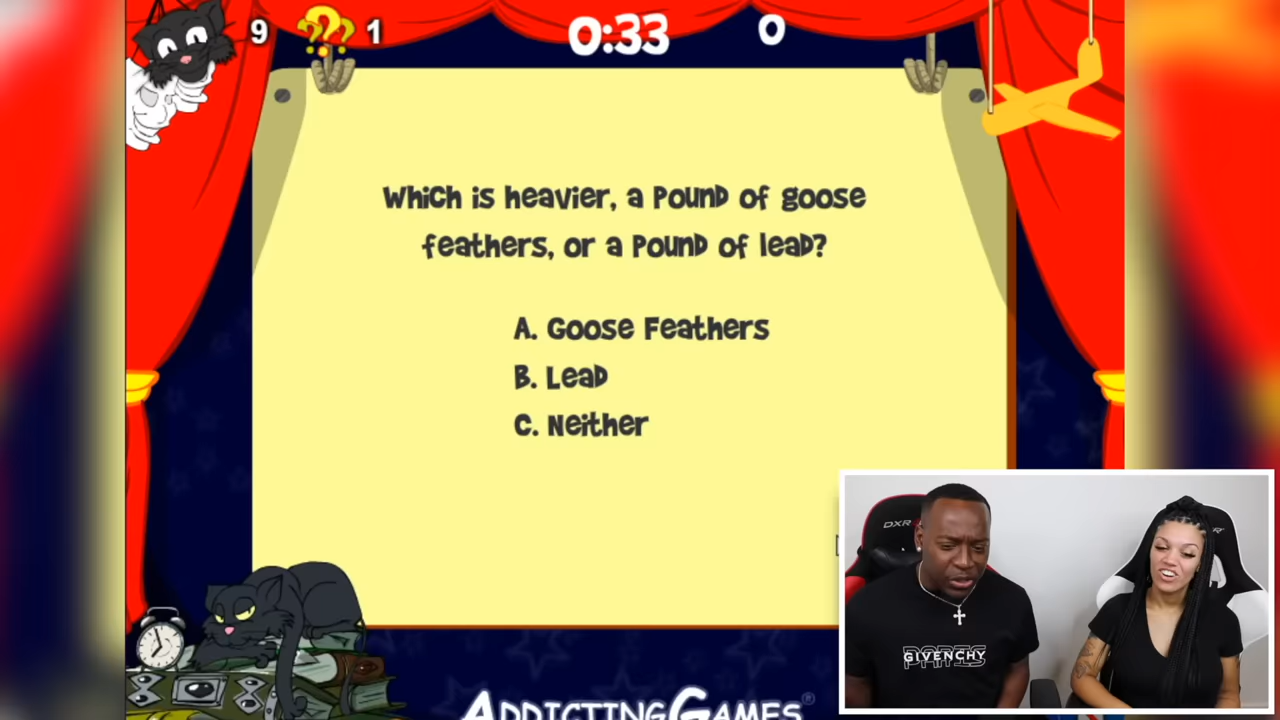 9
1
0:33
0
Which is heavier, a pound of goose
feathers, or a pound of lead?
A. Goose Feathers
B. Lead
C. Neither
DXR
GIVENCHY
PARIS
ADDICTINGGAMES®